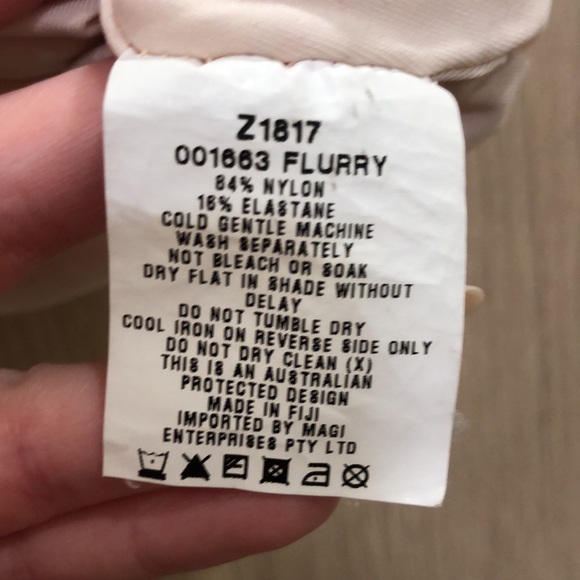 Z1817
001663 FLURRY
84% NYLON
16% ELASTANE
COLD GENTLE MACHINE
WASH SEPARATELY
NOT BLEACH OR SOAK
DRY FLAT IN SHADE WITHOUT
DELAY
DO NOT TUMBLE DRY
COOL IRON ON REVERSE SIDE ONLY
DO NOT DRY CLEAN (X)
THIS IS AN AUSTRALIAN
PROTECTED DESIGN
MADE IN FIJI
IMPORTED BY MAGI
ENTERPRISES PTY LTD